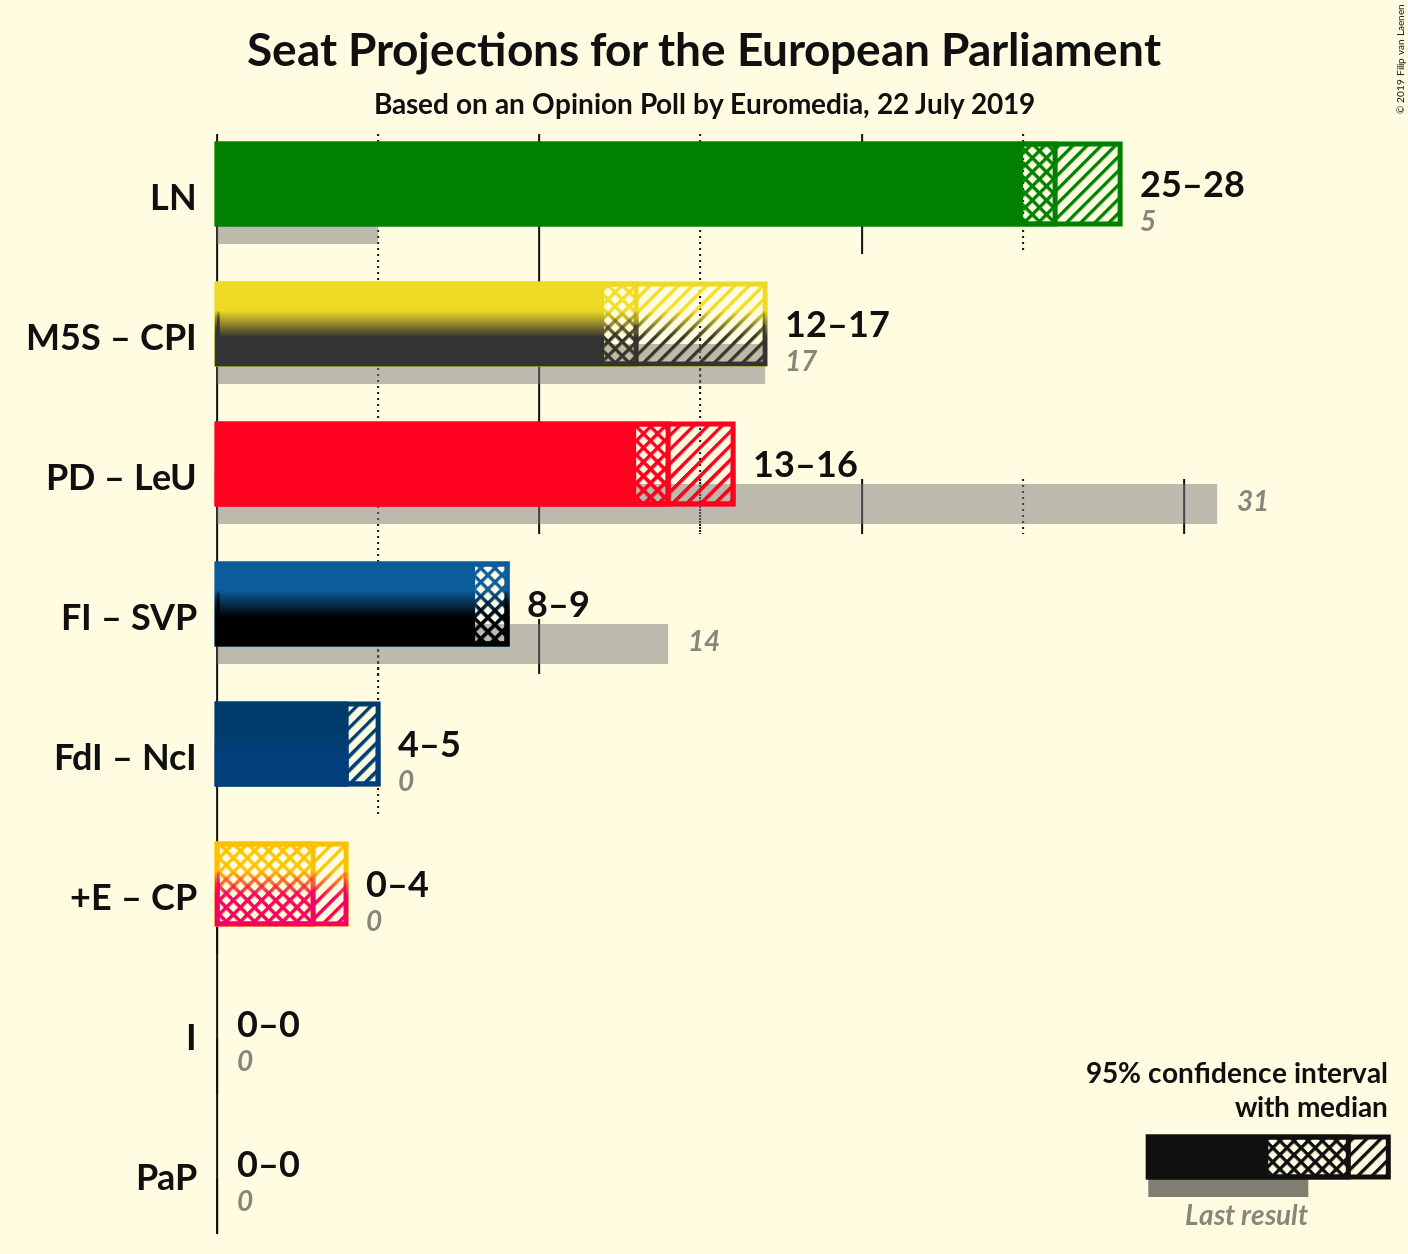 Seat Projections for the European Parliament
Based on an Opinion Poll by Euromedia, 22 July 2019
© 2019 Filip van Laenen
LN
25–28
5
M5S – CPI
12–17
17
PD – LeU
13–16
31
FI – SVP
8–9
14
FdI – NcI
4–5
0
+E – CP
0–4
0
I
0–0
0
PaP
0–0
0
95% confidence interval
with median
Last result